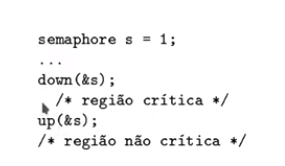 semaphore s = 1;
...
down(&s);
/* região crítica */
up(&s);
/* região não crítica */